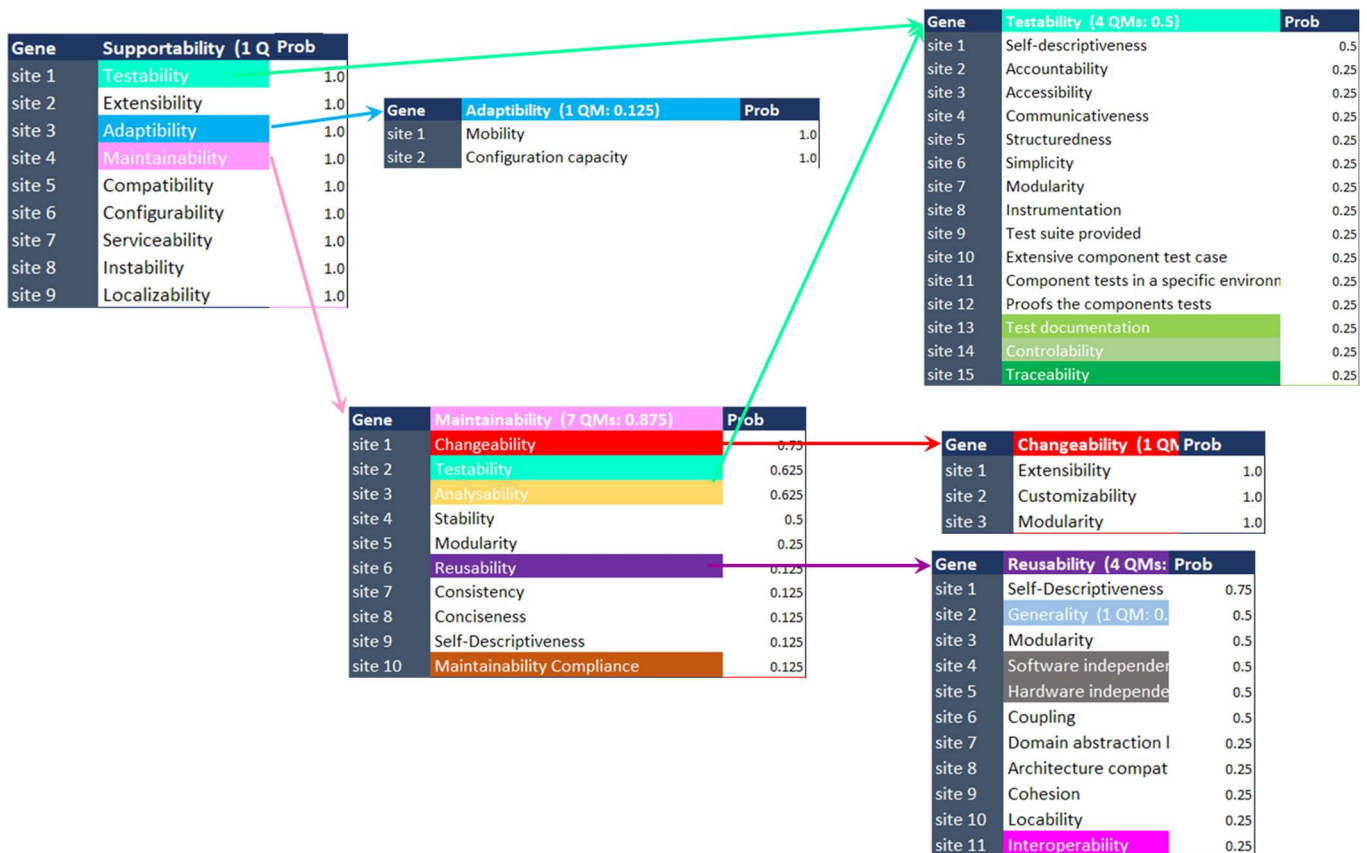 Gene Supportability (1 Q Prob
site 1 Testability 1.0
site 2 Extensibility 1.0
site 3 Adaptibility 1.0
site 4 Maintainability 1.0
site 5 Compatibility 1.0
site 6 Configurability 1.0
site 7 Serviceability 1.0
site 8 Instability 1.0
site 9 Localizability 1.0
Gene Adaptibility (1 QM: 0.125) Prob
site 1 Mobility 1.0
site 2 Configuration capacity 1.0
Gene Testability (4 QMs: 0.5) Prob
site 1 Self-descriptiveness 0.5
site 2 Accountability 0.25
site 3 Accessibility 0.25
site 4 Communicativeness 0.25
site 5 Structuredness 0.25
site 6 Simplicity 0.25
site 7 Modularity 0.25
site 8 Instrumentation 0.25
site 9 Test suite provided 0.25
site 10 Extensive component test case 0.25
site 11 Component tests in a specific environn 0.25
site 12 Proofs the components tests 0.25
site 13 Test documentation 0.25
site 14 Controlability 0.25
site 15 Traceability 0.25
Gene Maintainability (7 QMs: 0.875) Prob
site 1 Changeability 0.75
site 2 Testability 0.625
site 3 Analysability 0.625
site 4 Stability 0.5
site 5 Modularity 0.25
site 6 Reusability 0.125
site 7 Consistency 0.125
site 8 Conciseness 0.125
site 9 Self-Descriptiveness 0.125
site 10 Maintainability Compliance 0.125
Gene Changeability (1 QM Prob
site 1 Extensibility 1.0
site 2 Customizability 1.0
site 3 Modularity 1.0
Gene Reusability (4 QMs: Prob
site 1 Self-Descriptiveness 0.75
site 2 Generality (1 QM: 0. 0.5
site 3 Modularity 0.5
site 4 Software independer 0.5
site 5 Hardware independe 0.5
site 6 Coupling 0.5
site 7 Domain abstraction l 0.25
site 8 Architecture compat 0.25
site 9 Cohesion 0.25
site 10 Locability 0.25
site 11 Interoperability 0.25